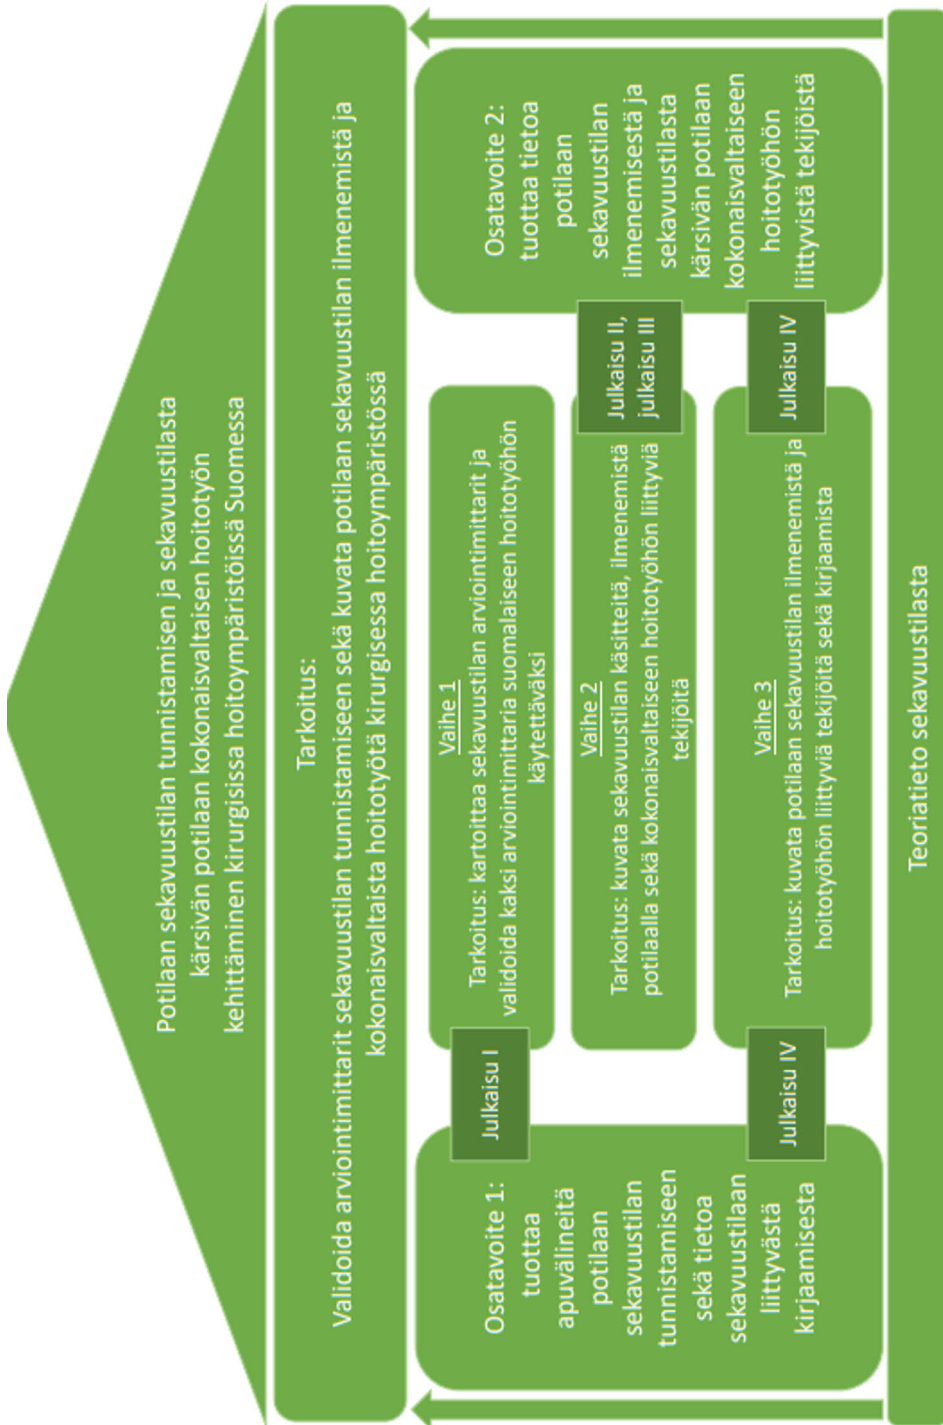 Potilaan sekavuustilan tunnistamisen ja sekavuustilasta
kärsivän potilaan kokonaisvaltaisen hoitotyön
kehittäminen kirurgisissa hoitoympäristöissä Suomessa
Tarkoitus:
Validoida arviointimittarit sekavuustilan tunnistamiseen sekä kuvata potilaan sekavuustilan ilmenemistä ja
kokonaisvaltaista hoitotyötä kirurgisessa hoitoympäristössä
Osatavoite 1:
tuottaa
apuvälineitä
potilaan
sekavuustilan
tunnistamiseen
sekä tietoa
sekavuustilaan
liittyvästä
kirjaamisesta
Julkaisu I
Julkaisu IV
Vaihe 1
Tarkoitus: kartoittaa sekavuustilan arviointimittarit ja
validoida kaksi arviointimittaria suomalaiseen hoitotyöhön
käytettäväksi
Vaihe 2
Tarkoitus: kuvata sekavuustilan käsitteitä, ilmenemistä
potilaalla sekä kokonaisvaltaiseen hoitotyöhön liittyviä
tekijöitä
Vaihe 3
Tarkoitus: kuvata potilaan sekavuustilan ilmenemistä ja
hoitotyöhön liittyviä tekijöitä sekä kirjaamista
Julkaisu II,
julkaisu III
Julkaisu IV
Osatavoite 2:
tuottaa tietoa
potilaan
sekavuustilan
ilmenemisestä ja
sekavuustilasta
kärsivän potilaan
kokonaisvaltaiseen
hoitotyöhön
liittyvistä tekijöistä
Teoriatieto sekavuustilasta